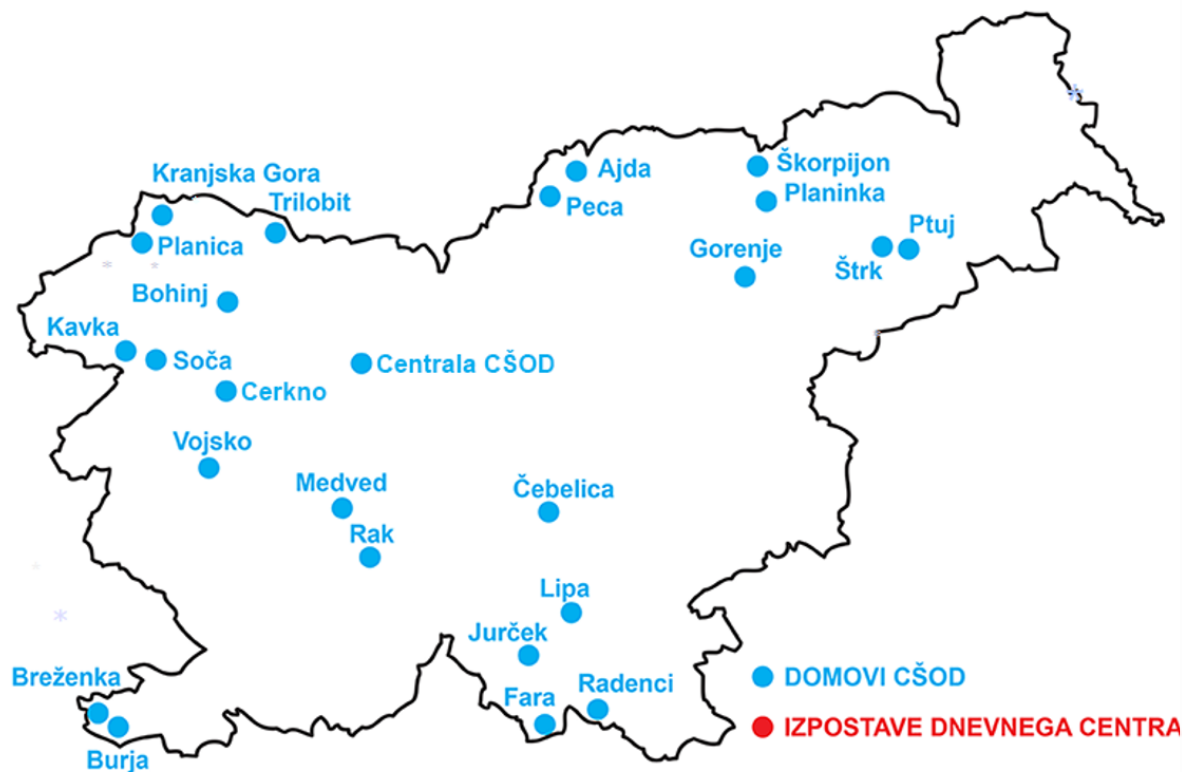 Kranjska Gora
Trilobit
Planica
Bohinj
Kavka
Soča
Cerkno
Centrala CŠOD
Vojsko
Medved
Rak
Ajda
Peca
Škorpijon
Planinka
Gorenje
Ptuj
Štrk
Čebelica
Lipa
Jurček
Fara
Radenci
Breženka
Burja
DOMOVI CŠOD
IZPOSTAVE DNEVNEGA CENTRA